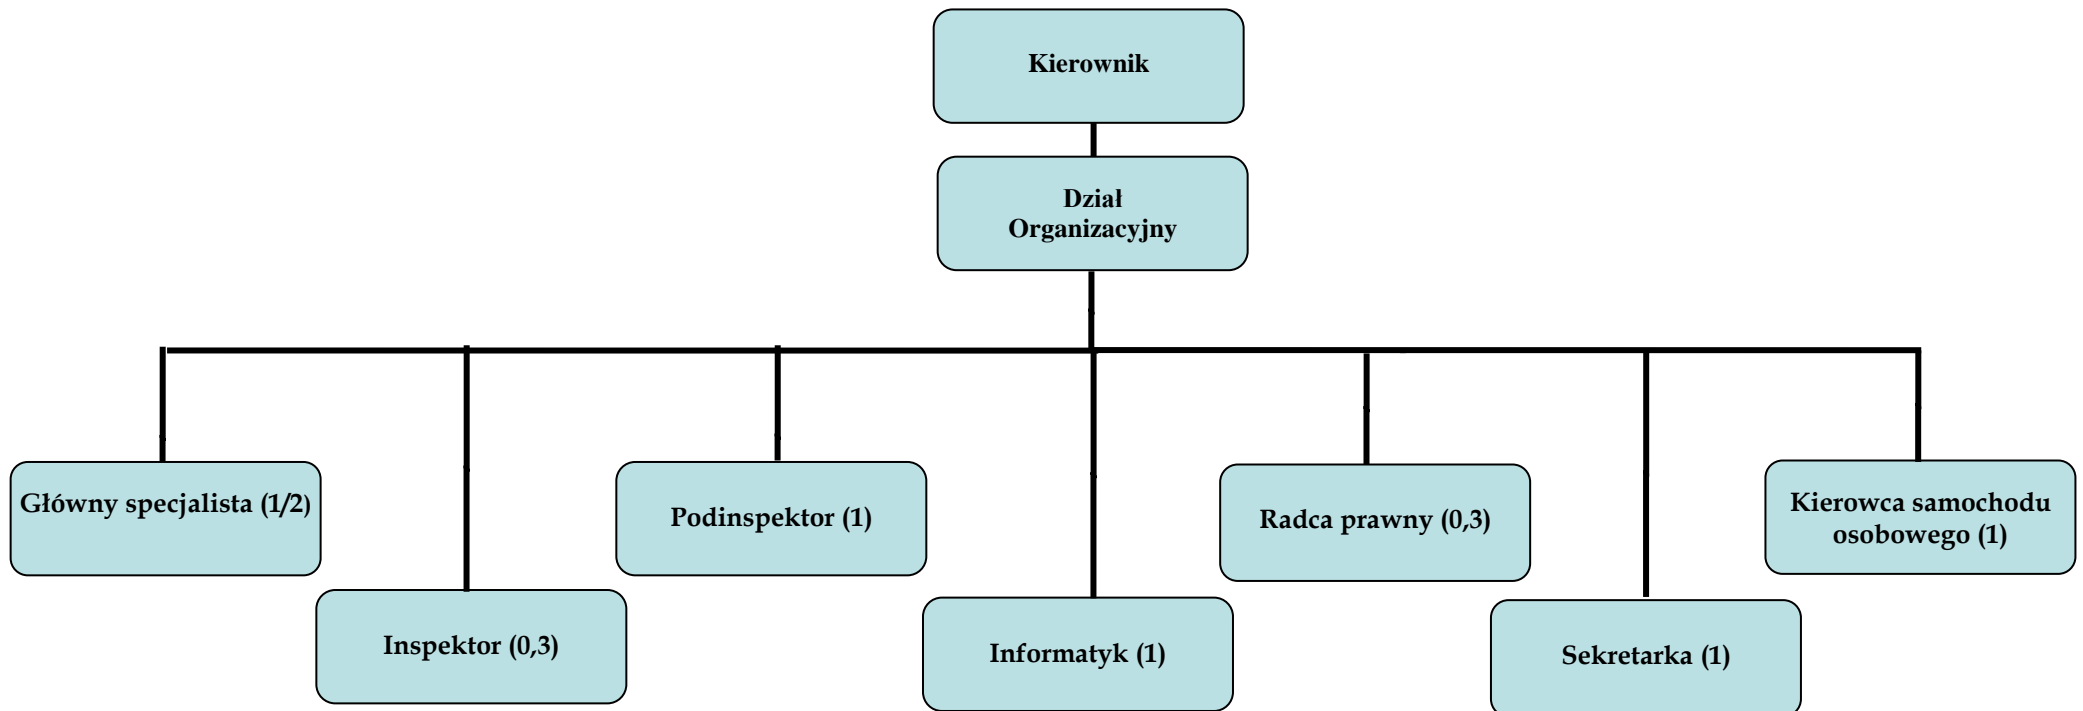 Kierownik
Dział
Organizacyjny
Główny specjalista (1/2)
Inspektor (0,3)
Podinspektor (1)
Informatyk (1)
Radca prawny (0,3)
Sekretarka (1)
Kierowca samochodu
osobowego (1)